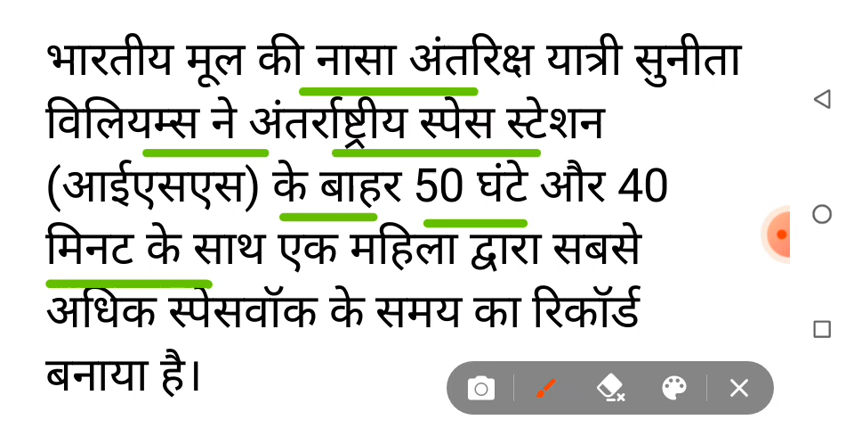 भारतीय मूल की नासा अंतरिक्ष यात्री सुनीता
विलियम्स ने अंतर्राष्ट्रीय स्पेस स्टेशन
(आईएसएस) के बाहर 50 घंटे और 40
मिनट के साथ एक महिला द्वारा सबसे
अधिक स्पेसवॉक के समय का रिकॉर्ड
बनाया है।